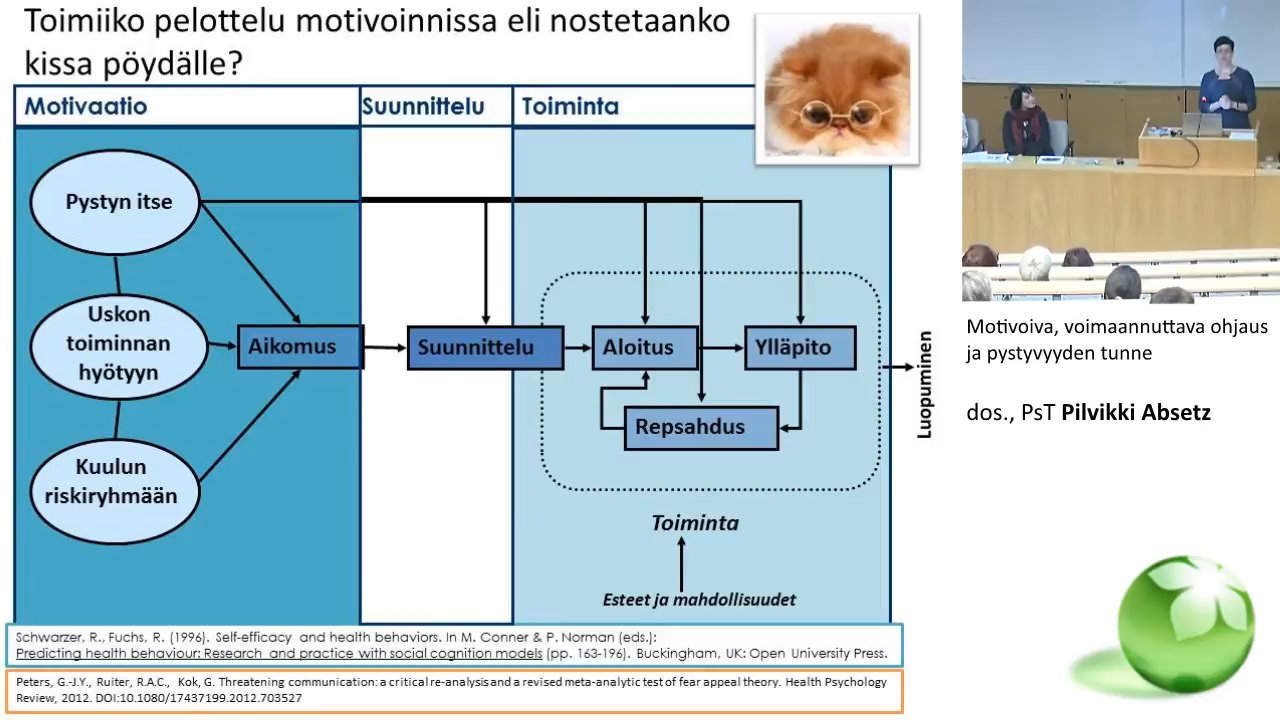 Toimiiko pelottelu motivoinnissa eli nostetaanko
kissa pöydälle?
Motivaatio
Suunnittelu
Toiminta
Pystyn itse
Uskon
toiminnan
hyötyyn
Kuulun
riskiryhmään
Aikomus
Suunnittelu
Aloitus
Ylläpito
Repsahdus
Luopuminen
Toiminta
Esteet ja mahdollisuudet
Schwarzer, R., Fuchs, R. (1996). Self-efficacy and health behaviors. In M. Conner & P. Norman (eds.):
Predicting health behaviour: Research and practice with social cognition models (pp. 163-196). Buckingham, UK: Open University Press.
Peters, G.-J.Y., Ruiter, R.A.C., Kok, G. Threatening communication: a critical re-analysis and a revised meta-analytic test of fear appeal theory. Health Psychology
Review, 2012. DOI:10.1080/17437199.2012.703527
Motivoiva, voimaannuttava ohjaus
ja pystyvyyden tunne
dos., PsT Pilvikki Absetz